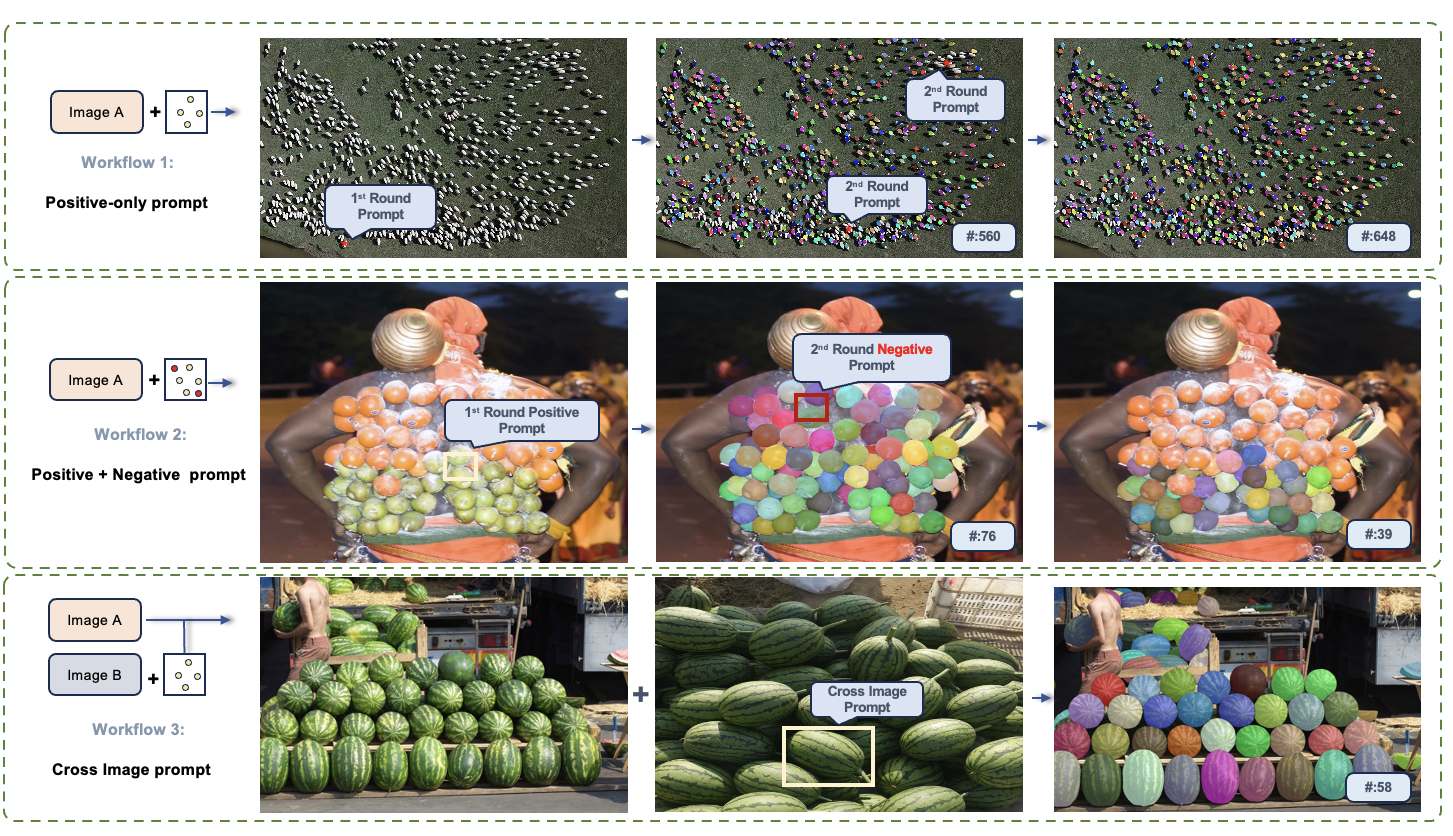 Image A
+
Workflow 1:
Positive-only prompt
1st Round
Prompt
2nd Round
Prompt
2nd Round
Prompt
#:560
#:648
Image A
+
Workflow 2:
Positive + Negative prompt
1st Round Positive
Prompt
2nd Round Negative
Prompt
#:76
#:39
Image A
Image B
+
Workflow 3:
Cross Image prompt
+
Cross Image
Prompt
#:58